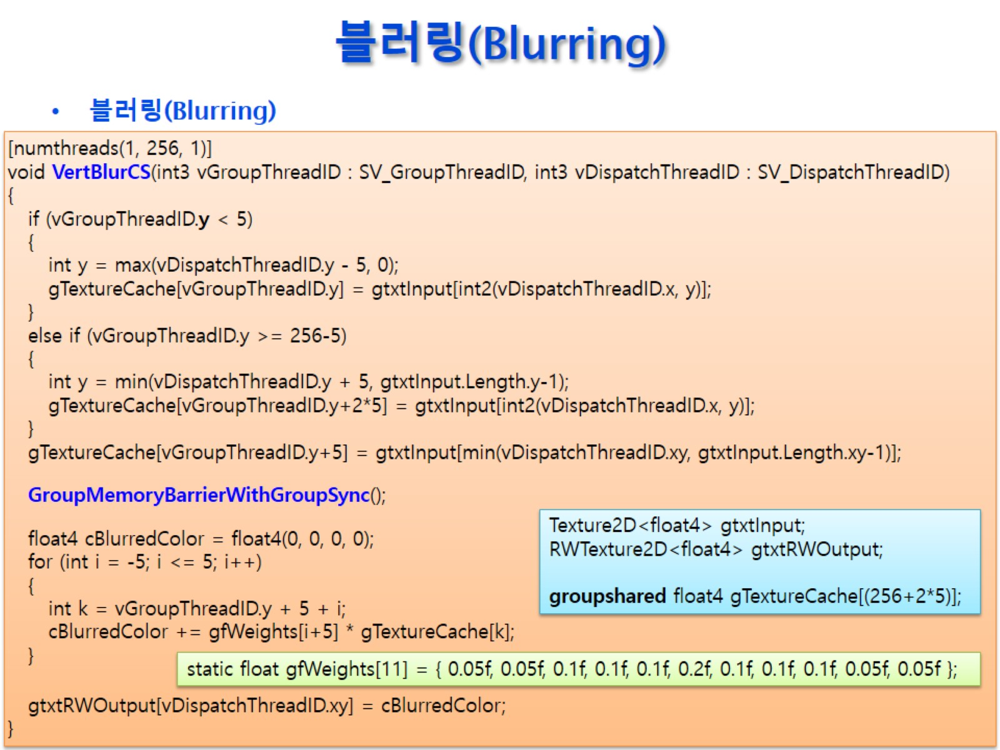 블러링(Blurring)
• 블러링(Blurring)
[numthreads(1, 256, 1)]
void VertBlurCS(int3 vGroupThreadID : SV_GroupThreadID, int3 vDispatchThreadID : SV_DispatchThreadID)
{
if (vGroupThreadID.y < 5)
{
int y = max(vDispatchThreadID.y - 5, 0);
gTextureCache[vGroupThreadID.y] = gtxtInput[int2(vDispatchThreadID.x, y)];
}
else if (vGroupThreadID.y >= 256-5)
{
int y = min(vDispatchThreadID.y + 5, gtxtInput.Length.y-1);
gTextureCache[vGroupThreadID.y+2*5] = gtxtInput[int2(vDispatchThreadID.x, y)];
}
gTextureCache[vGroupThreadID.y+5] = gtxtInput[min(vDispatchThreadID.xy, gtxtInput.Length.xy-1)];
GroupMemoryBarrierWithGroupSync();
float4 cBlurredColor = float4(0, 0, 0, 0);
for (int i = -5; i <= 5; i++)
{
int k = vGroupThreadID.y + 5 + i;
cBlurredColor += gfWeights[i+5] * gTextureCache[k];
}
gtxtRWOutput[vDispatchThreadID.xy] = cBlurredColor;
}
Texture2D<float4> gtxtInput;
RWTexture2D<float4> gtxtRWOutput;
groupshared float4 gTextureCache[(256+2*5)];
static float gfWeights[11] = { 0.05f, 0.05f, 0.1f, 0.1f, 0.1f, 0.2f, 0.1f, 0.1f, 0.1f, 0.05f, 0.05f };